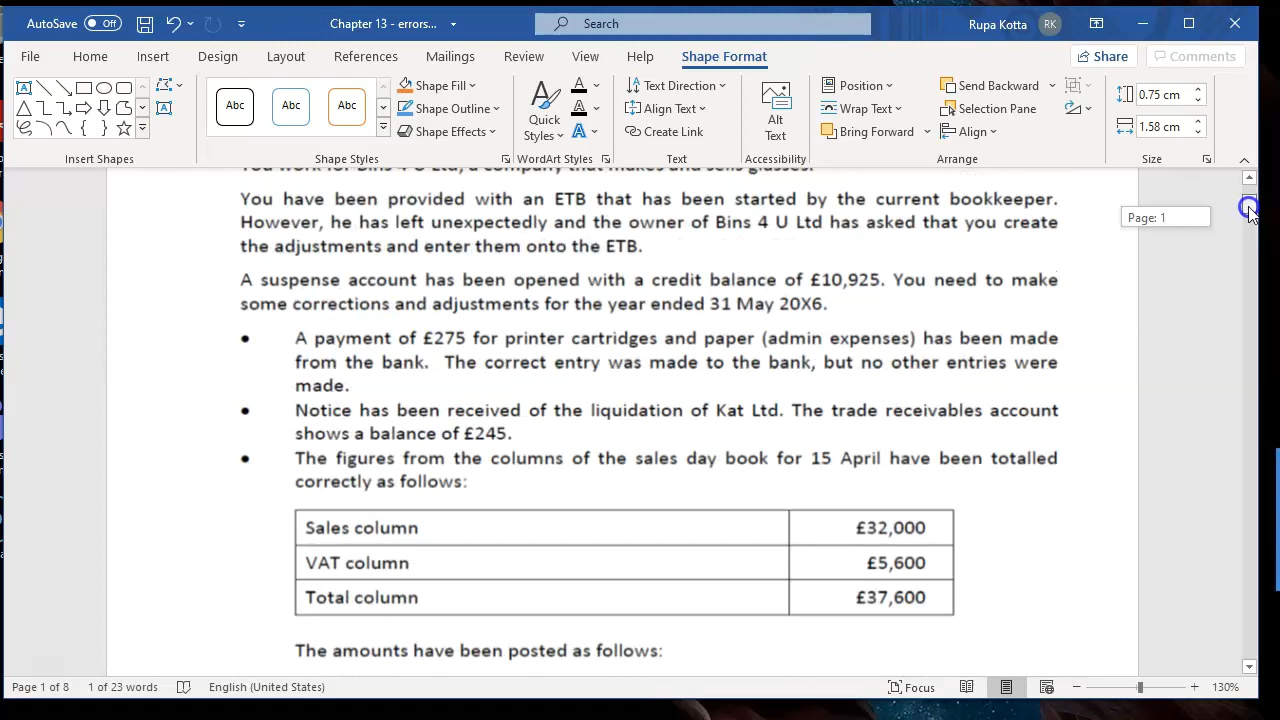 AutoSave Off Chapter 13 - errors... Search Rupa Kotta RK
File Home Insert Design Layout References Mailings Review View Help Shape Format Share Comments
Abc Abc Abc
Shape Fill
Shape Outline
Shape Effects
Quick Styles
Text Direction
Align Text
Create Link
Alt Text
Position
Wrap Text
Bring Forward
Send Backward
Selection Pane
Align
0.75 cm
1.58 cm
Insert Shapes Shape Styles WordArt Styles Text Accessibility Arrange Size
You work for Bins 4 U Ltd, a company that makes and sells glasses.
You have been provided with an ETB that has been started by the current bookkeeper.
However, he has left unexpectedly and the owner of Bins 4 U Ltd has asked that you create
the adjustments and enter them onto the ETB.
Page: 1
A suspense account has been opened with a credit balance of £10,925. You need to make
some corrections and adjustments for the year ended 31 May 20X6.
• A payment of £275 for printer cartridges and paper (admin expenses) has been made
from the bank. The correct entry was made to the bank, but no other entries were
made.
• Notice has been received of the liquidation of Kat Ltd. The trade receivables account
shows a balance of £245.
• The figures from the columns of the sales day book for 15 April have been totalled
correctly as follows:
Sales column £32,000
VAT column £5,600
Total column £37,600
The amounts have been posted as follows:
Page 1 of 8 1 of 23 words English (United States) Focus 130%